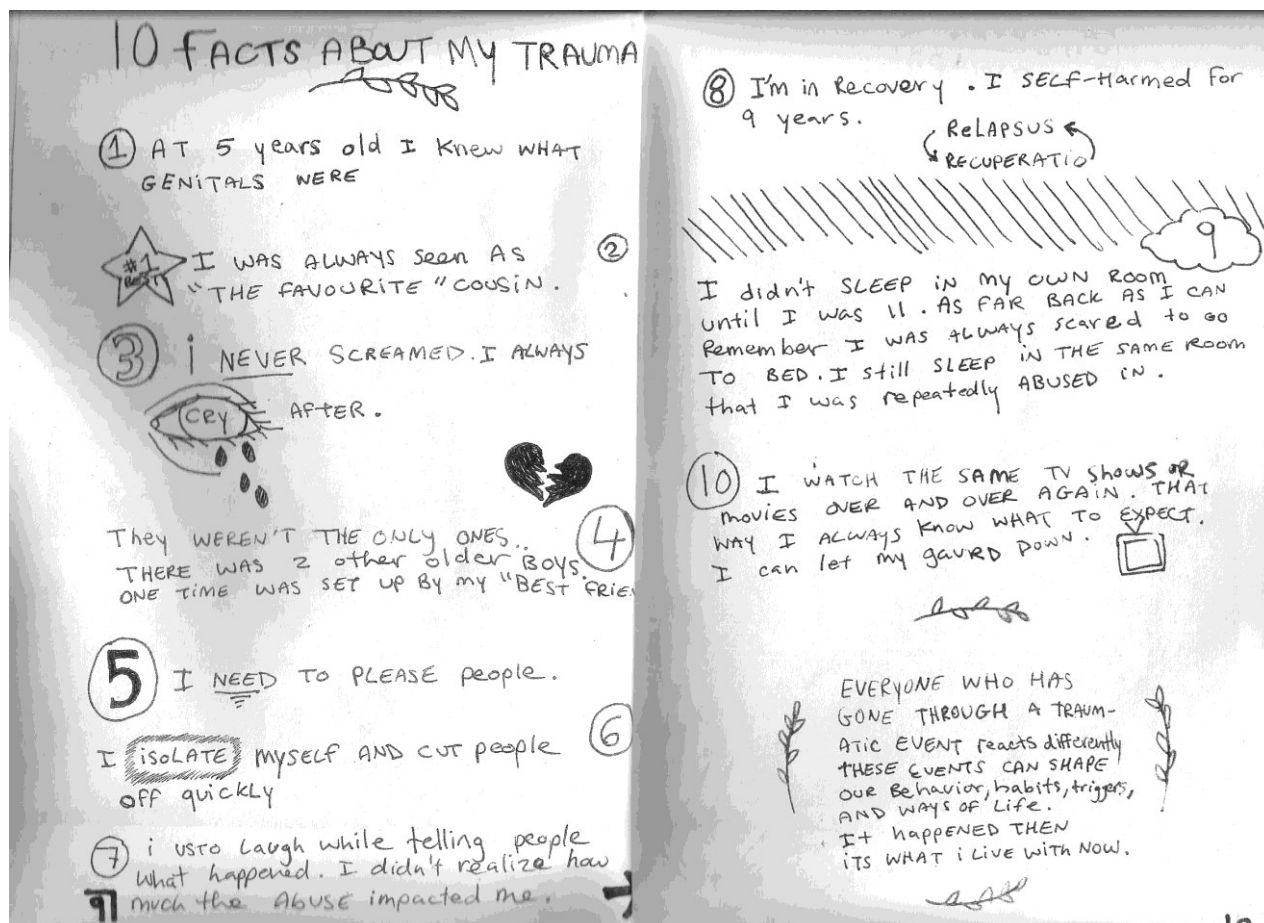 10 FACTS ABOUT MY TRAUMA
1 AT 5 years old I Knew WHAT
GENITALS WERE
#1
BEST
I WAS ALWAYS Seen AS 2
"THE FAVOURITE" COUSIN.
3 i NEVER SCREAMED. I ALWAYS
CRY AFTER.
They WEREN'T THE ONLY ONES.. 4
THERE WAS 2 other older Boys.
ONE TIME WAS SET UP By my "BEST FRIE
5 I NEED TO PLEASE people.
I isoLATE myself AND CUT people 6
off quickly
7 i USTO Laugh while telling people
what happened. I didn't realize how
much the ABUSE impacted me.
9
8 I'm in Recovery. I SELF-Harmed for
9 years.
ReLAPSUS
RECUPERATIO
9
I didn't SLEEP IN MY OWN ROOM
until I was 11. AS FAR BACK AS I CAN
Remember I WAS ALWAYS scared to GO
TO BED. I still SLEEP IN THE SAME ROOM
that I was repeatedly ABUSED IN.
10 I WATCH THE SAME TV shows OR
movies OVER AND OVER AGAIN. THAT
WAY I ALWAYS KNOW WHAT TO EXPECT.
I can let my gaurd DOWN.
EVERYONE WHO HAS
GONE THROUGH A TRAUM-
ATIC EVENT reacts differently
THESE EVENTS CAN SHAPE
OUR Behavior, habits, triggers,
AND WAYS OF Life.
It happened THEN
iTS WHAT i LIVE WITH NOW.